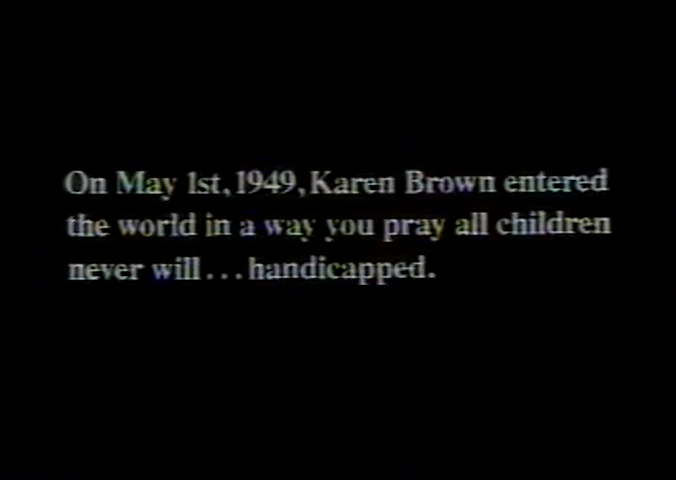 On May 1st, 1949, Karen Brown entered
the world in a way you pray all children
never will...handicapped.